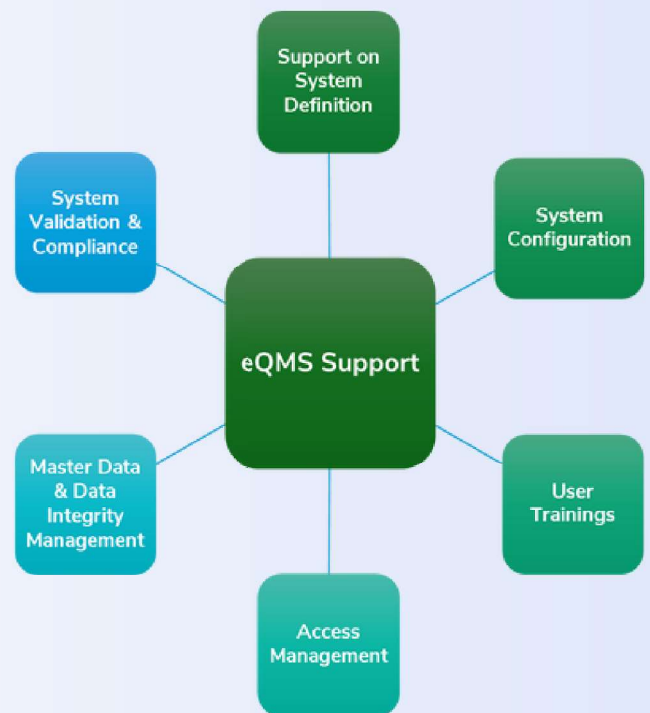 Support on
System
Definition
System
Validation &
Compliance
System
Configuration
eQMS Support
Master Data
& Data
Integrity
Management
User
Trainings
Access
Management